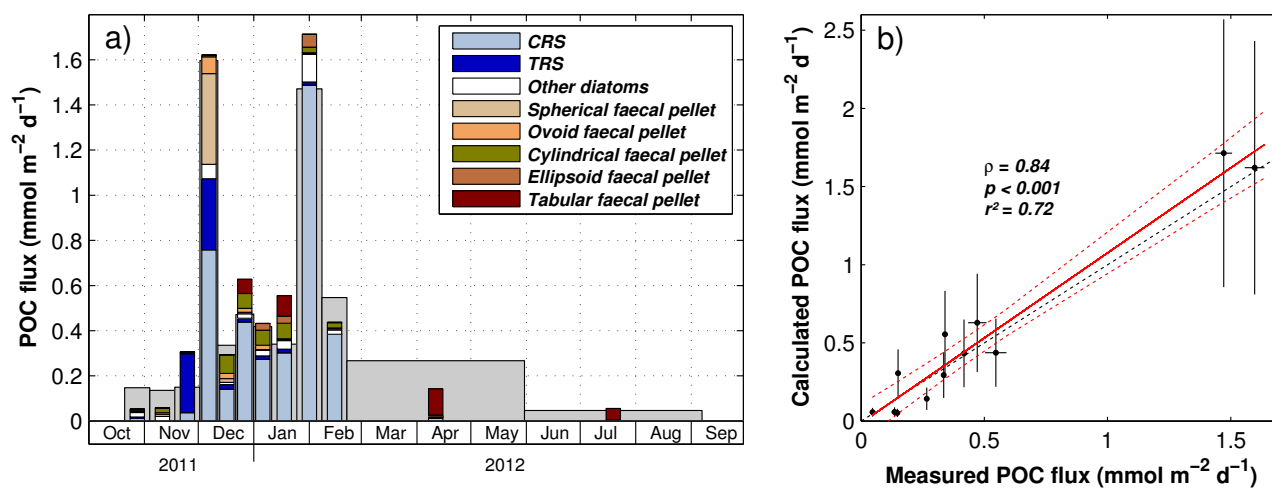 a)
POC flux (mmol m⁻² d⁻¹)
1.6
1.4
1.2
1
0.8
0.6
0.4
0.2
0
CRS
TRS
Other diatoms
Spherical faecal pellet
Ovoid faecal pellet
Cylindrical faecal pellet
Ellipsoid faecal pellet
Tabular faecal pellet
Oct Nov Dec Jan Feb Mar Apr May Jun Jul Aug Sep
2011 2012
b)
Calculated POC flux (mmol m⁻² d⁻¹)
2.5
2
1.5
1
0.5
0
ρ = 0.84
p < 0.001
r² = 0.72
0 0.5 1 1.5
Measured POC flux (mmol m⁻² d⁻¹)